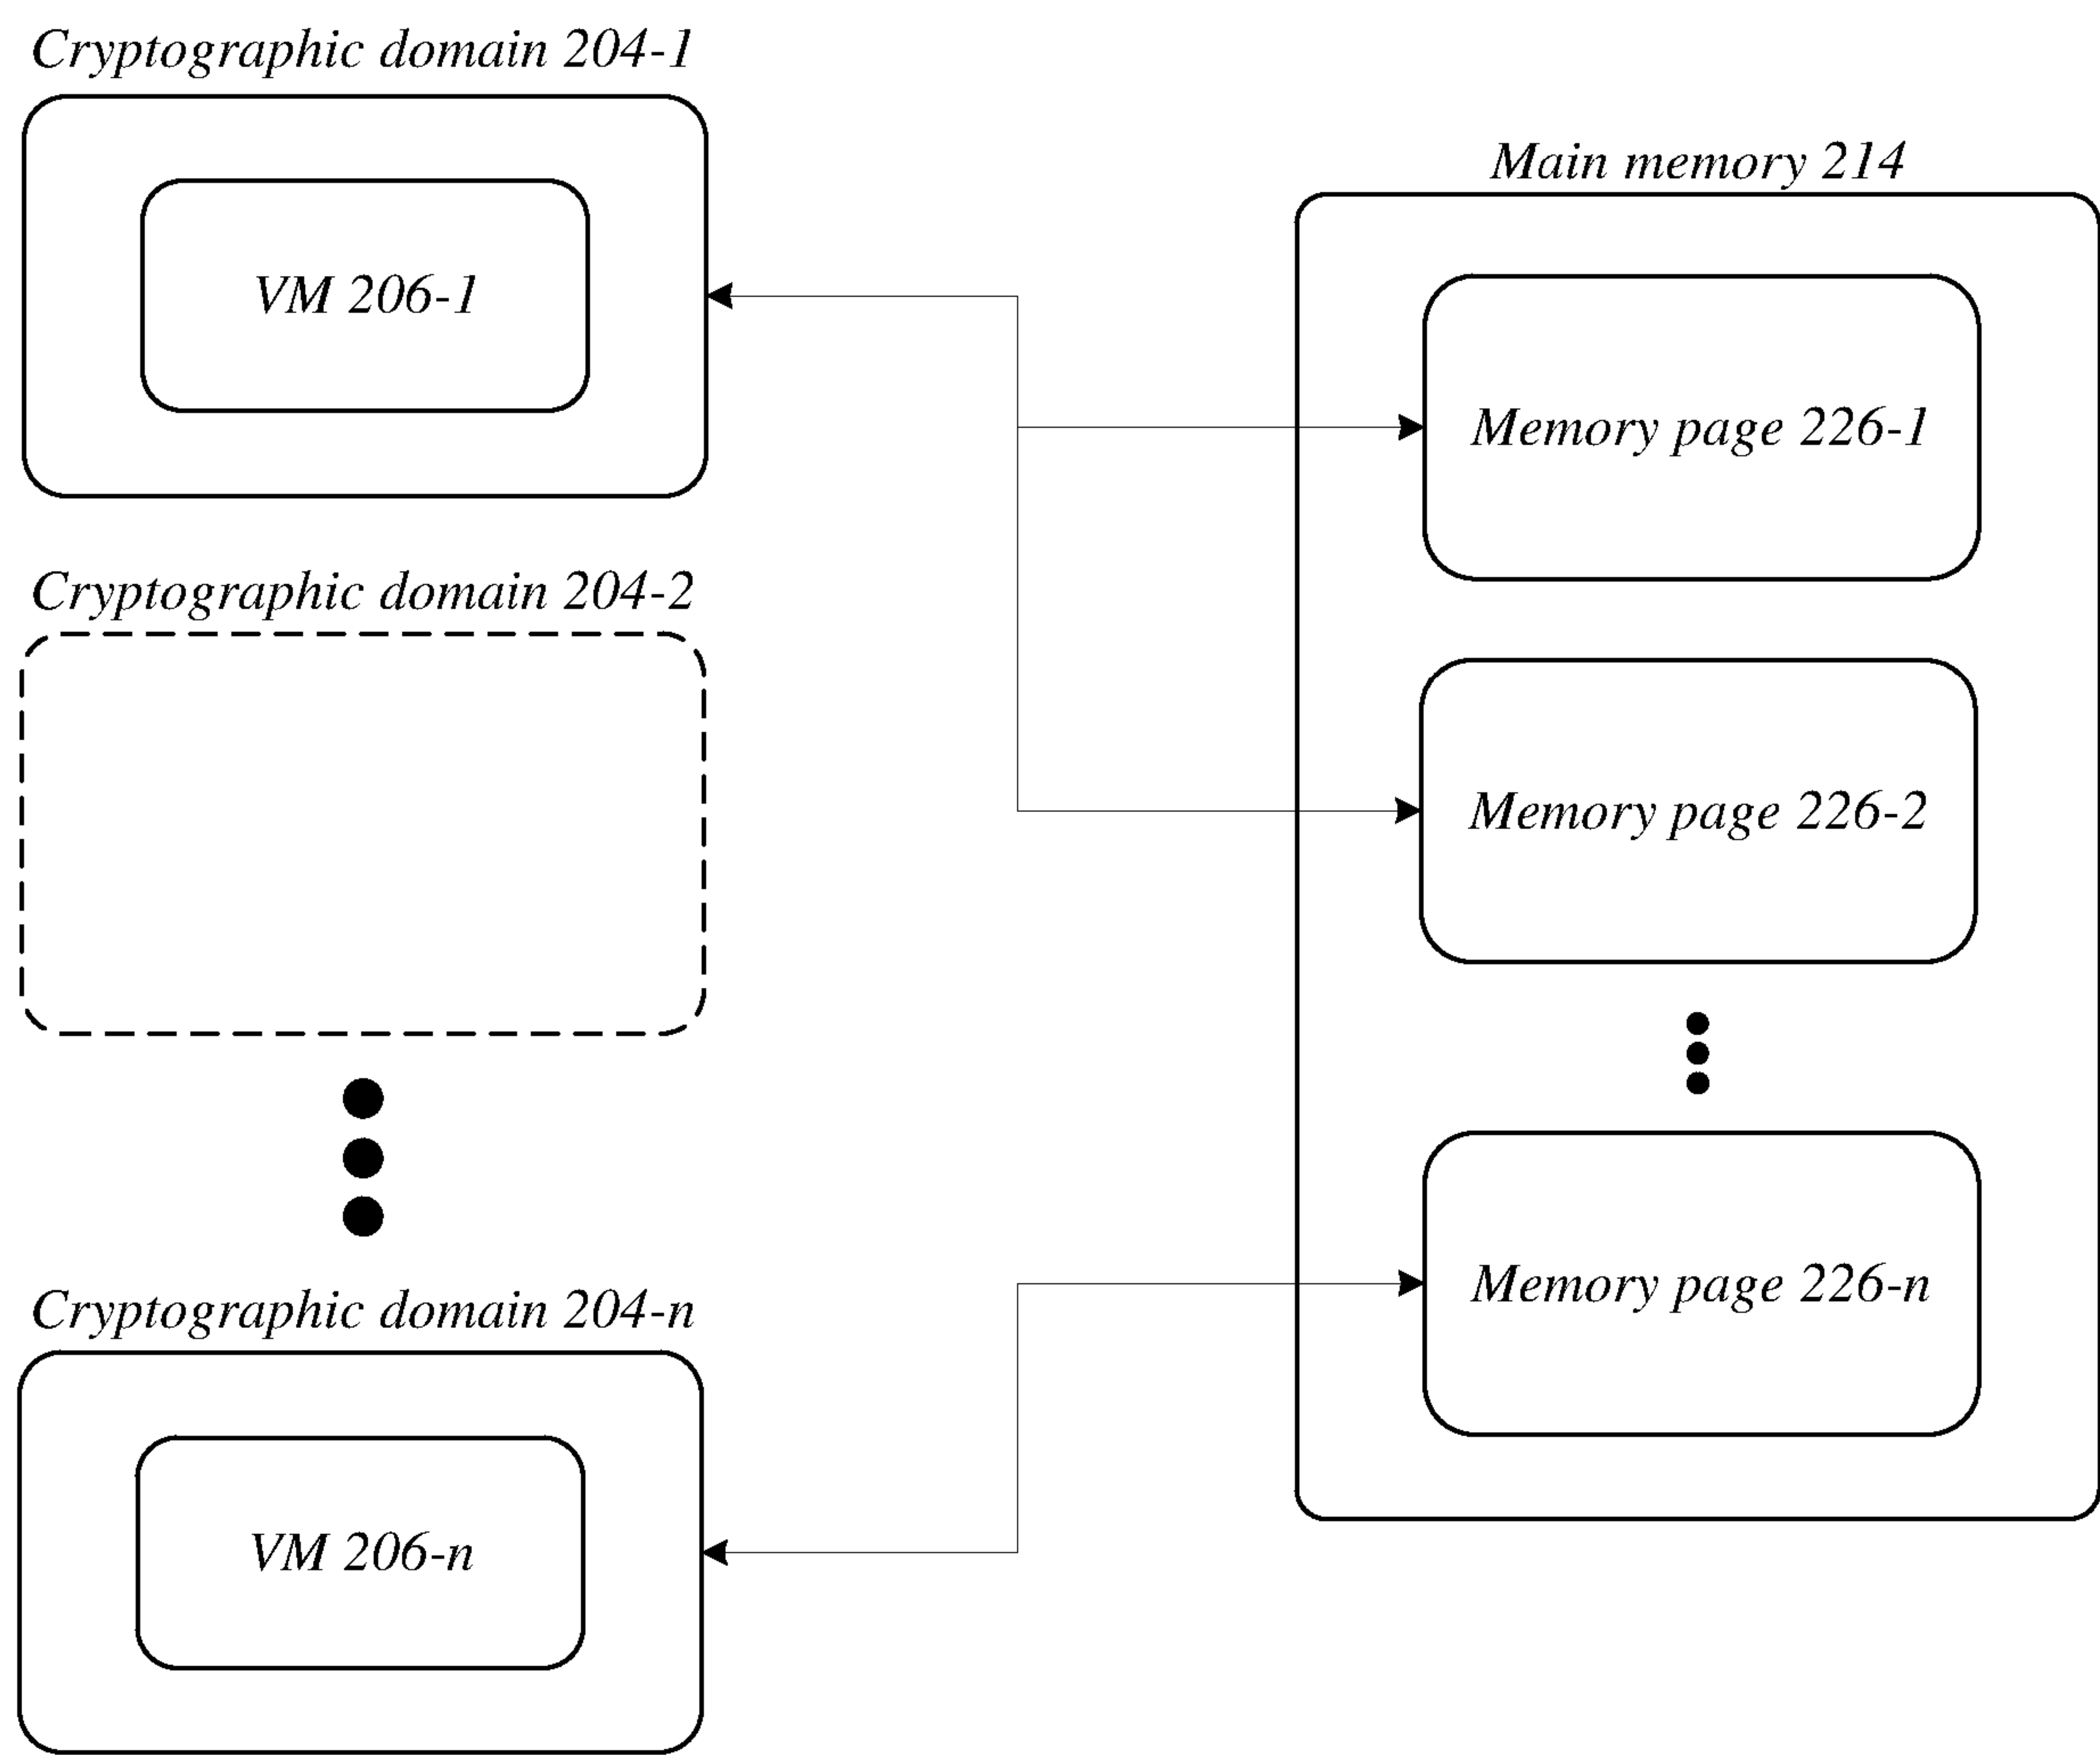 Cryptographic domain 204-1
VM 206-1
Cryptographic domain 204-2
Cryptographic domain 204-n
VM 206-n
Main memory 214
Memory page 226-1
Memory page 226-2
Memory page 226-n